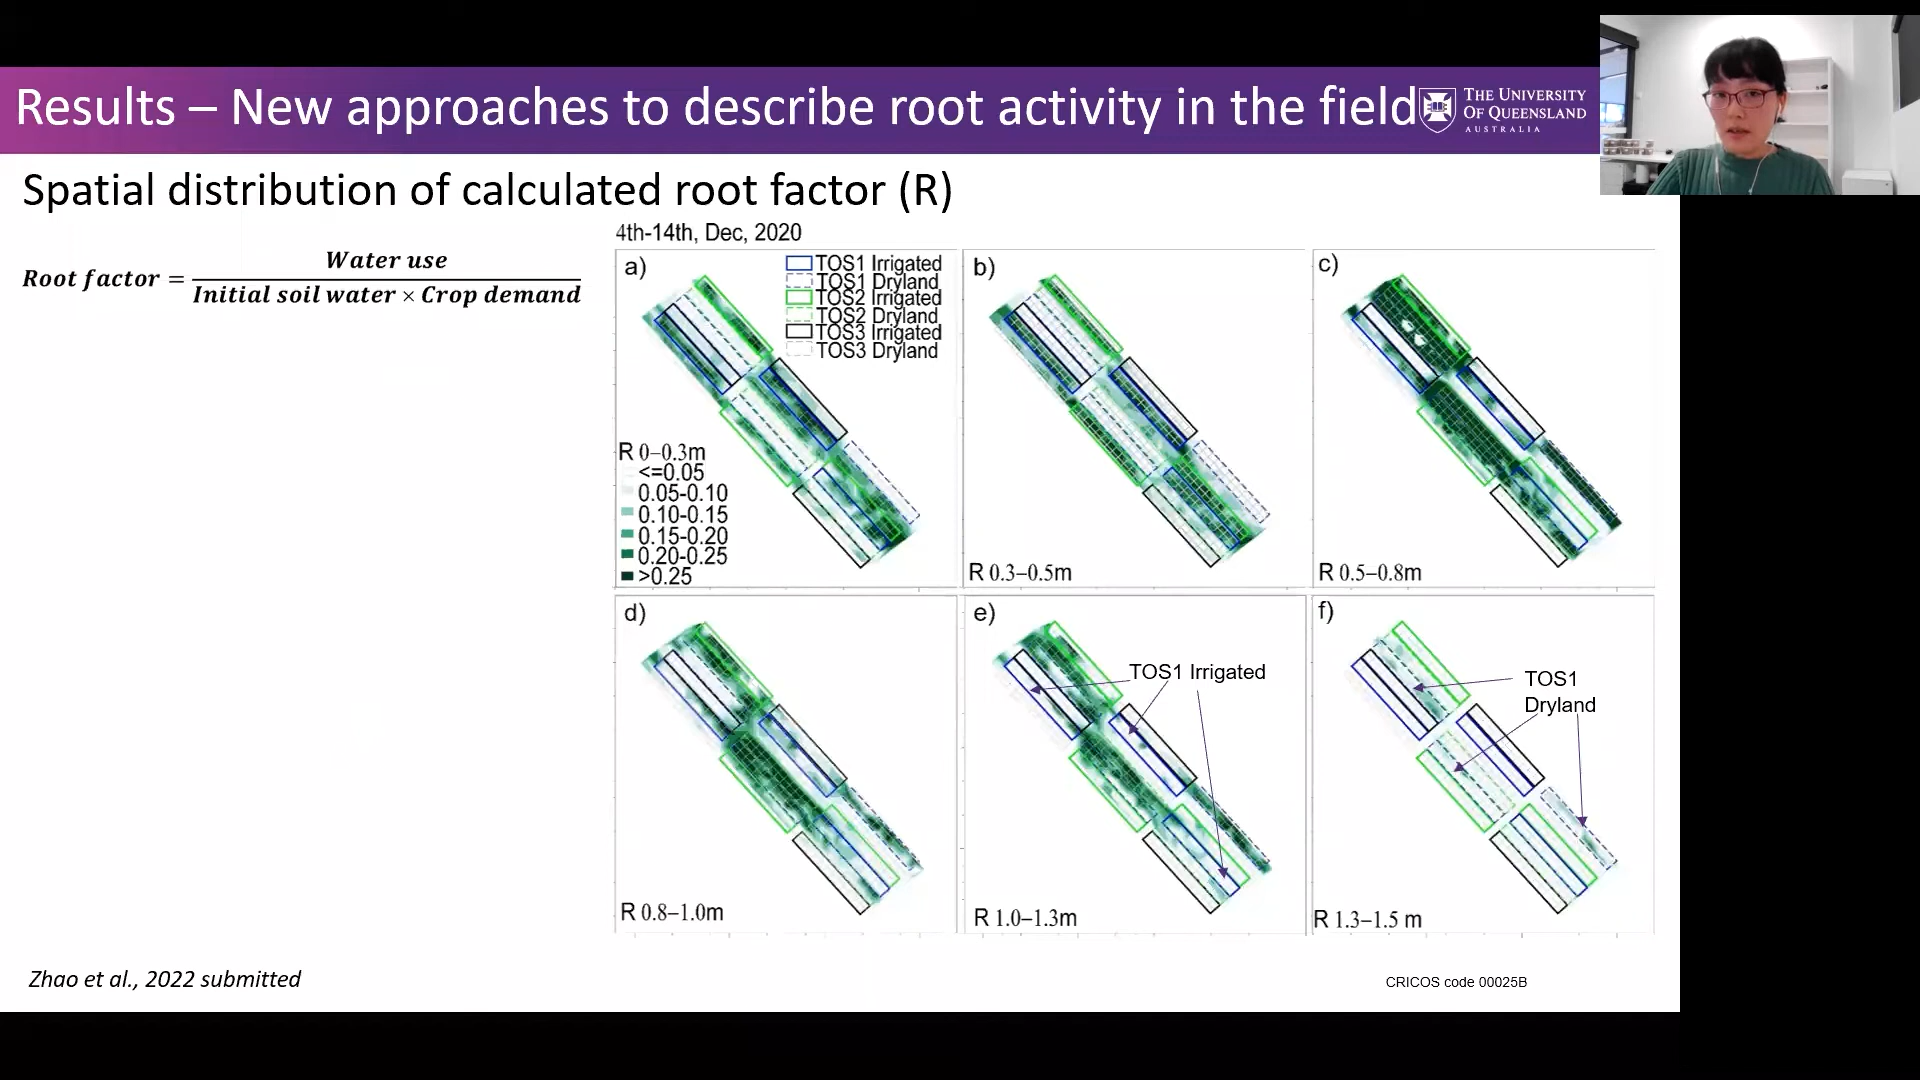 Results – New approaches to describe root activity in the field
THE UNIVERSITY
OF QUEENSLAND
AUSTRALIA
Spatial distribution of calculated root factor (R)
Root factor = Water use / Initial soil water × Crop demand
4th-14th, Dec, 2020
a)
TOS1 Irrigated
TOS1 Dryland
TOS2 Irrigated
TOS2 Dryland
TOS3 Irrigated
TOS3 Dryland
R 0–0.3m
<=0.05
0.05-0.10
0.10-0.15
0.15-0.20
0.20-0.25
>0.25
b)
R 0.3–0.5m
c)
R 0.5–0.8m
d)
R 0.8–1.0m
e)
TOS1 Irrigated
R 1.0–1.3m
f)
TOS1
Dryland
R 1.3–1.5 m
Zhao et al., 2022 submitted
CRICOS code 00025B